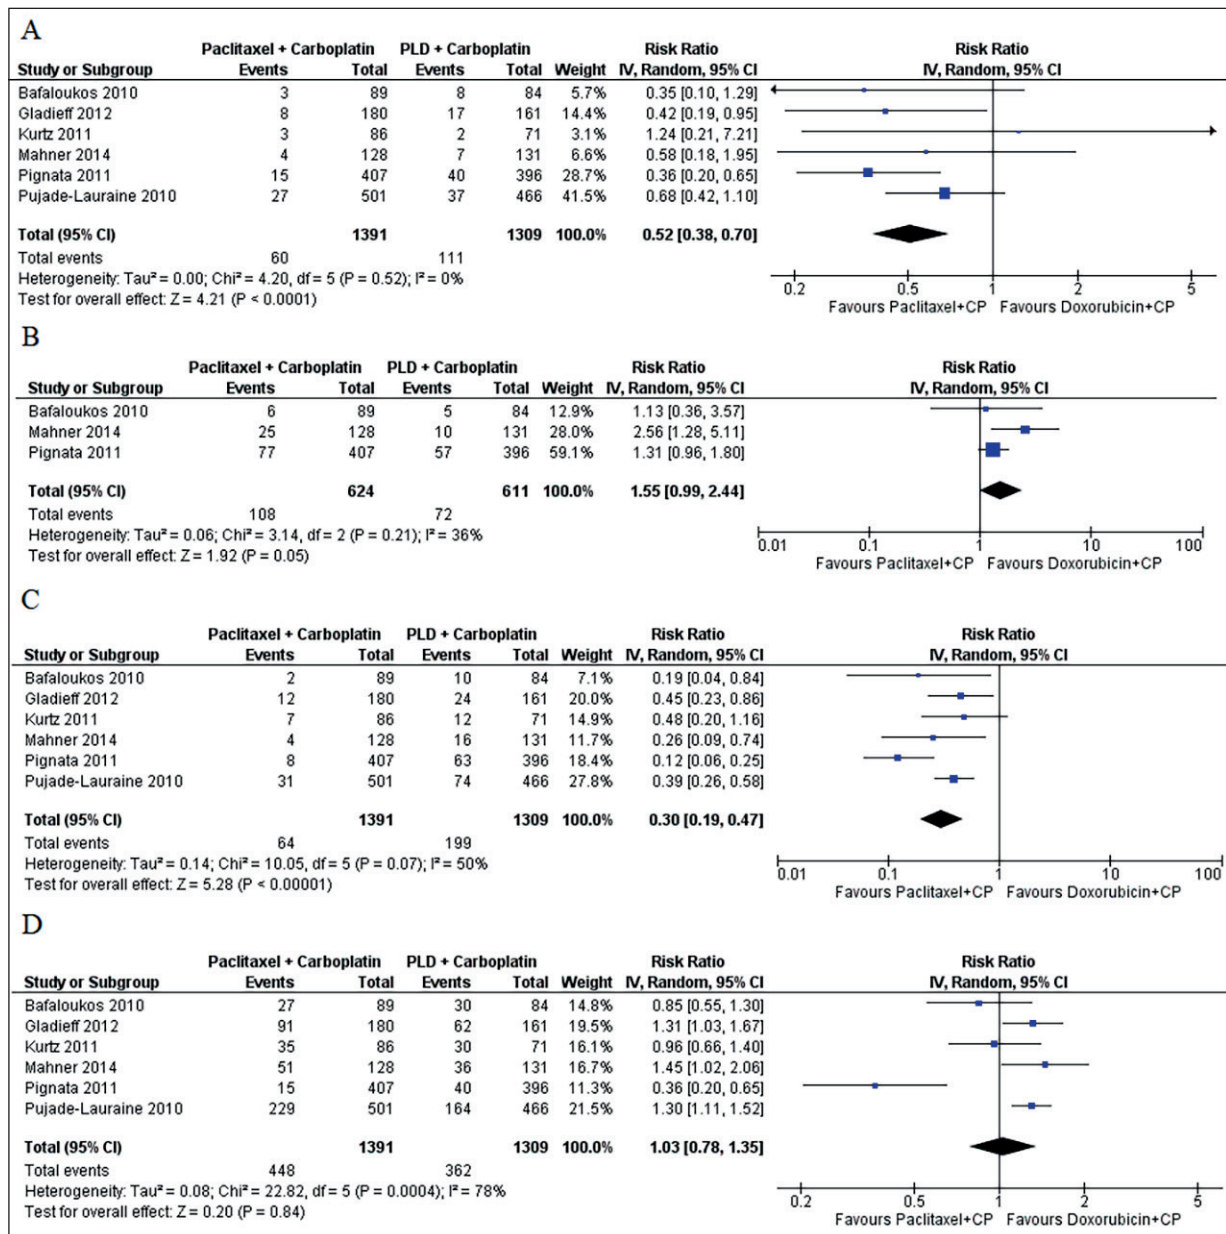 A
Paclitaxel + Carboplatin PLD + Carboplatin Risk Ratio Risk Ratio
Study or Subgroup Events Total Events Total Weight IV, Random, 95% CI IV, Random, 95% CI
Bafaloukos 2010 3 89 8 84 5.7% 0.35 [0.10, 1.29]
Gladieff 2012 8 180 17 161 14.4% 0.42 [0.19, 0.95]
Kurtz 2011 3 86 2 71 3.1% 1.24 [0.21, 7.21]
Mahner 2014 4 128 7 131 6.6% 0.58 [0.18, 1.95]
Pignata 2011 15 407 40 396 28.7% 0.36 [0.20, 0.65]
Pujade-Lauraine 2010 27 501 37 466 41.5% 0.68 [0.42, 1.10]
Total (95% CI) 1391 1309 100.0% 0.52 [0.38, 0.70]
Total events 60 111
Heterogeneity: Tau² = 0.00; Chi² = 4.20, df = 5 (P = 0.52); I² = 0%
Test for overall effect: Z = 4.21 (P < 0.0001)
0.2 0.5 1 2 5
Favours Paclitaxel+CP Favours Doxorubicin+CP
B
Paclitaxel + Carboplatin PLD + Carboplatin Risk Ratio Risk Ratio
Study or Subgroup Events Total Events Total Weight IV, Random, 95% CI IV, Random, 95% CI
Bafaloukos 2010 6 89 5 84 12.9% 1.13 [0.36, 3.57]
Mahner 2014 25 128 10 131 28.0% 2.56 [1.28, 5.11]
Pignata 2011 77 407 57 396 59.1% 1.31 [0.96, 1.80]
Total (95% CI) 624 611 100.0% 1.55 [0.99, 2.44]
Total events 108 72
Heterogeneity: Tau² = 0.06; Chi² = 3.14, df = 2 (P = 0.21); I² = 36%
Test for overall effect: Z = 1.92 (P = 0.05)
0.01 0.1 1 10 100
Favours Paclitaxel+CP Favours Doxorubicin+CP
C
Paclitaxel + Carboplatin PLD + Carboplatin Risk Ratio Risk Ratio
Study or Subgroup Events Total Events Total Weight IV, Random, 95% CI IV, Random, 95% CI
Bafaloukos 2010 2 89 10 84 7.1% 0.19 [0.04, 0.84]
Gladieff 2012 12 180 24 161 20.0% 0.45 [0.23, 0.86]
Kurtz 2011 7 86 12 71 14.9% 0.48 [0.20, 1.16]
Mahner 2014 4 128 16 131 11.7% 0.26 [0.09, 0.74]
Pignata 2011 8 407 63 396 18.4% 0.12 [0.06, 0.25]
Pujade-Lauraine 2010 31 501 74 466 27.8% 0.39 [0.26, 0.58]
Total (95% CI) 1391 1309 100.0% 0.30 [0.19, 0.47]
Total events 64 199
Heterogeneity: Tau² = 0.14; Chi² = 10.05, df = 5 (P = 0.07); I² = 50%
Test for overall effect: Z = 5.28 (P < 0.00001)
0.01 0.1 1 10 100
Favours Paclitaxel+CP Favours Doxorubicin+CP
D
Paclitaxel + Carboplatin PLD + Carboplatin Risk Ratio Risk Ratio
Study or Subgroup Events Total Events Total Weight IV, Random, 95% CI IV, Random, 95% CI
Bafaloukos 2010 27 89 30 84 14.8% 0.85 [0.55, 1.30]
Gladieff 2012 91 180 62 161 19.5% 1.31 [1.03, 1.67]
Kurtz 2011 35 86 30 71 16.1% 0.96 [0.66, 1.40]
Mahner 2014 51 128 36 131 16.7% 1.45 [1.02, 2.06]
Pignata 2011 15 407 40 396 11.3% 0.36 [0.20, 0.65]
Pujade-Lauraine 2010 229 501 164 466 21.5% 1.30 [1.11, 1.52]
Total (95% CI) 1391 1309 100.0% 1.03 [0.78, 1.35]
Total events 448 362
Heterogeneity: Tau² = 0.08; Chi² = 22.82, df = 5 (P = 0.0004); I² = 78%
Test for overall effect: Z = 0.20 (P = 0.84)
0.2 0.5 1 2 5
Favours Paclitaxel+CP Favours Doxorubicin+CP